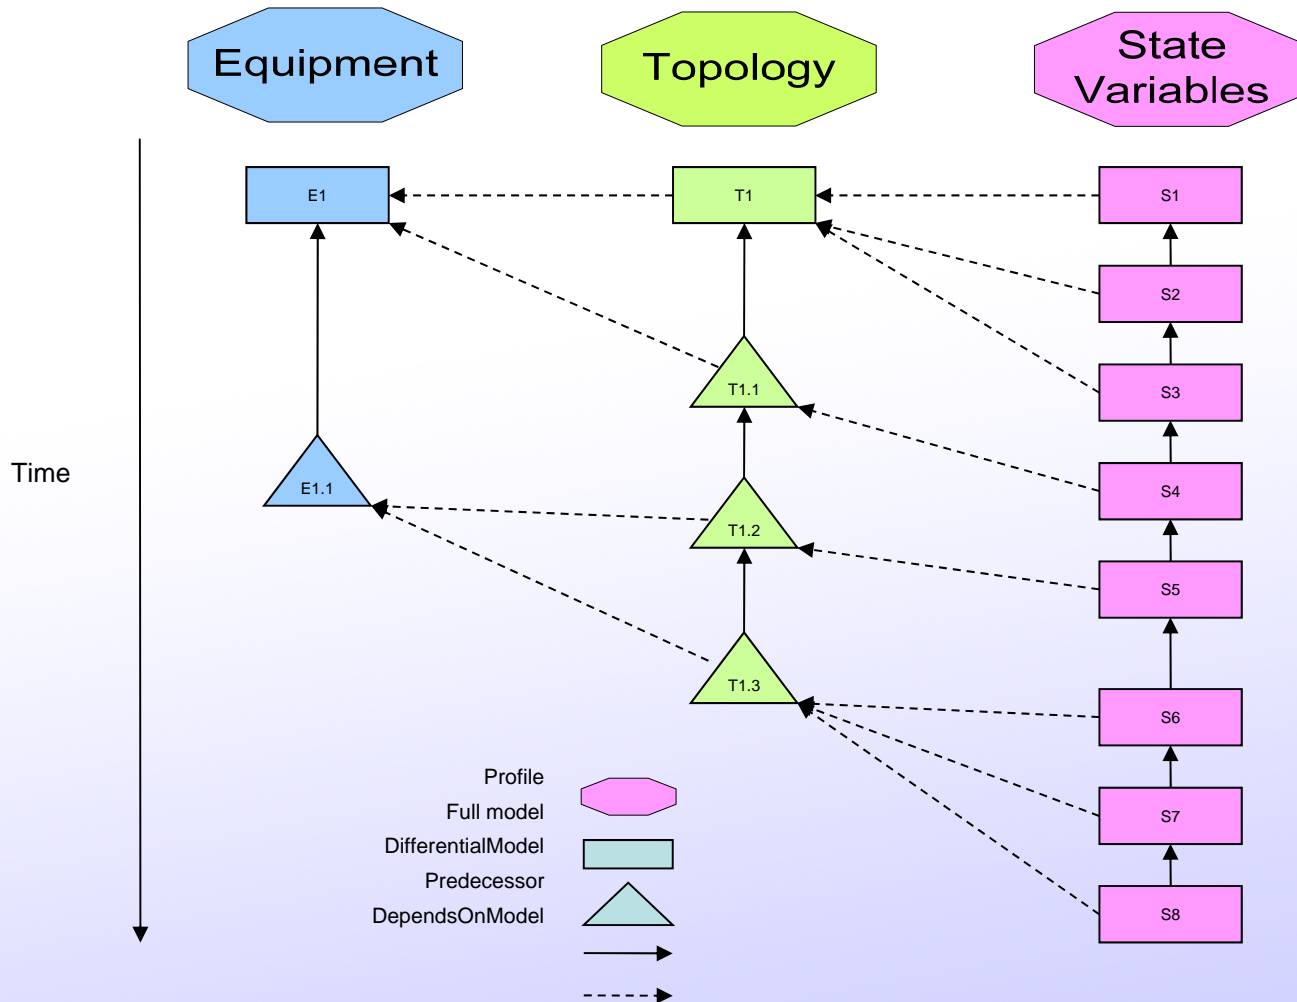 Equipment
Topology
State
Variables
E1
T1
S1
S2
S3
T1.1
Time
E1.1
S4
T1.2
S5
T1.3
S6
Profile
Full model
S7
DifferentialModel
Predecessor
DependsOnModel
S8